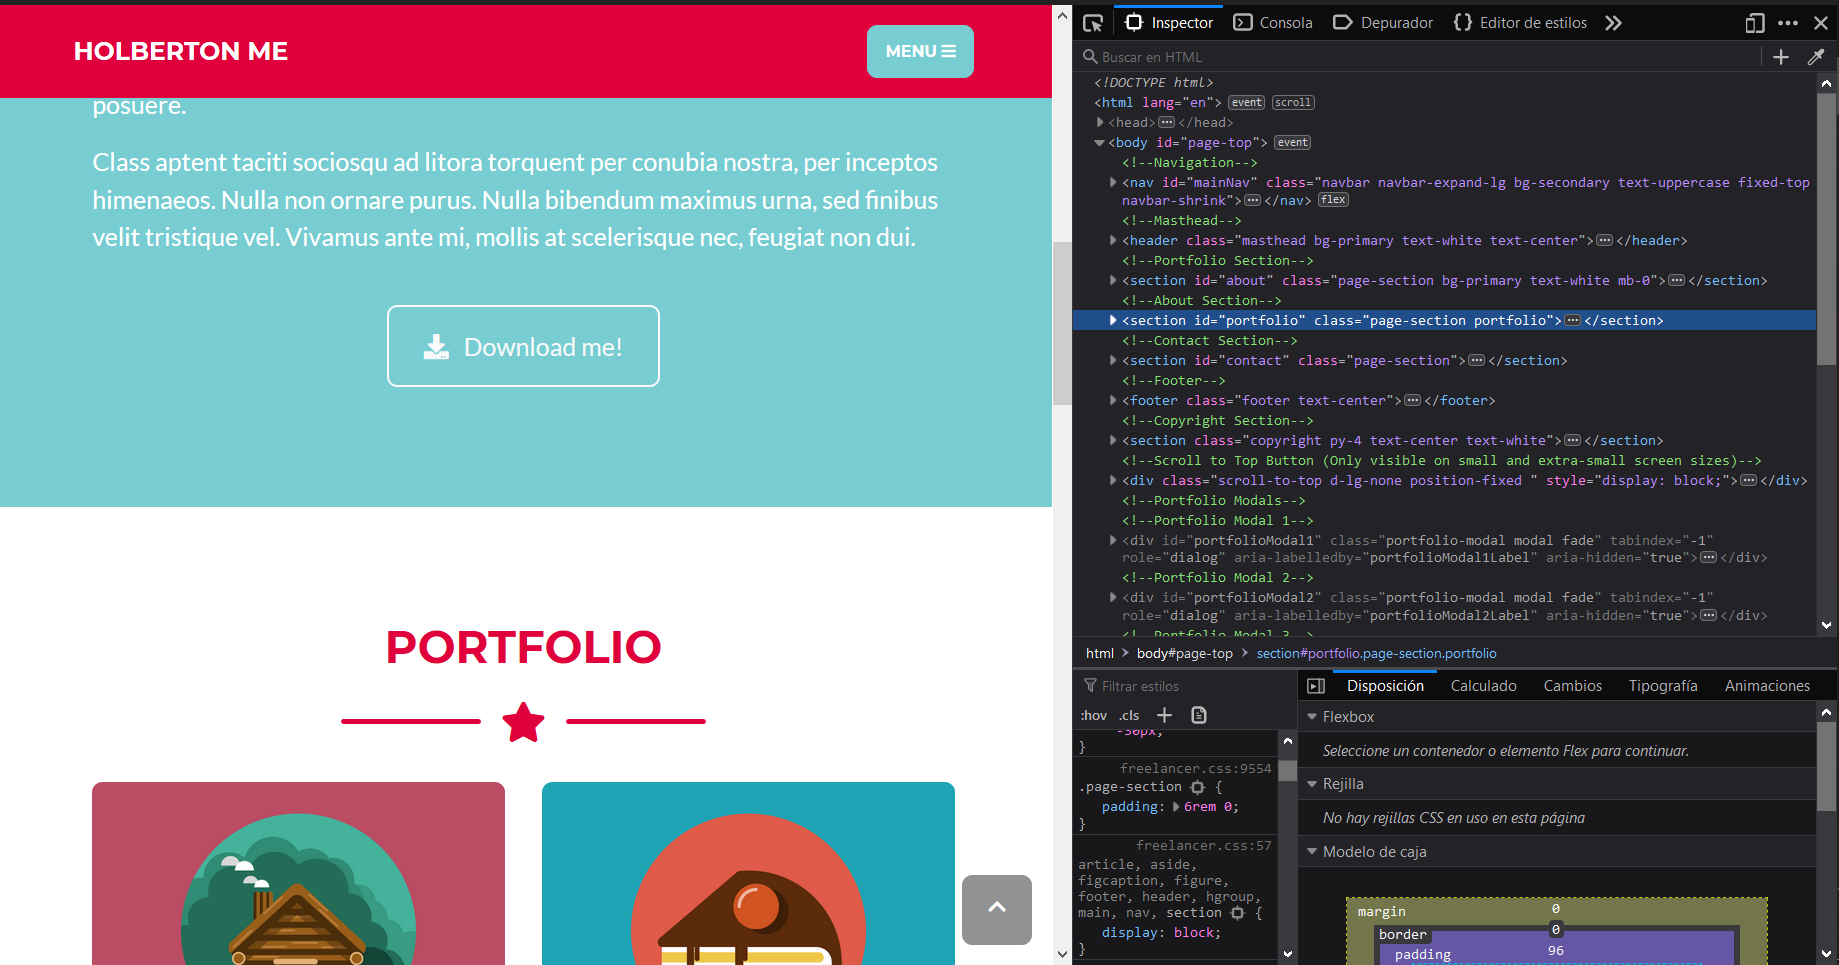 HOLBERTON ME
MENU
posuere.
Class aptent taciti sociosqu ad litora torquent per conubia nostra, per inceptos
himenaeos. Nulla non ornare purus. Nulla bibendum maximus urna, sed finibus
velit tristique vel. Vivamus ante mi, mollis at scelerisque nec, feugiat non dui.
Download me!
PORTFOLIO
Inspector
Consola
Depurador
Editor de estilos
Buscar en HTML
<!DOCTYPE html>
<html lang="en"> event scroll
<head> </head>
<body id="page-top"> event
<!--Navigation-->
<nav id="mainNav" class="navbar navbar-expand-lg bg-secondary text-uppercase fixed-top
navbar-shrink"> </nav> flex
<!--Masthead-->
<header class="masthead bg-primary text-white text-center"> </header>
<!--Portfolio Section-->
<section id="about" class="page-section bg-primary text-white mb-0"> </section>
<!--About Section-->
<section id="portfolio" class="page-section portfolio"> </section>
<!--Contact Section-->
<section id="contact" class="page-section"> </section>
<!--Footer-->
<footer class="footer text-center"> </footer>
<!--Copyright Section-->
<section class="copyright py-4 text-center text-white"> </section>
<!--Scroll to Top Button (Only visible on small and extra-small screen sizes)-->
<div class="scroll-to-top d-lg-none position-fixed " style="display: block;"> </div>
<!--Portfolio Modals-->
<!--Portfolio Modal 1-->
<div id="portfolioModal1" class="portfolio-modal modal fade" tabindex="-1"
role="dialog" aria-labelledby="portfolioModal1Label" aria-hidden="true"> </div>
<!--Portfolio Modal 2-->
<div id="portfolioModal2" class="portfolio-modal modal fade" tabindex="-1"
role="dialog" aria-labelledby="portfolioModal2Label" aria-hidden="true"> </div>
<!--Portfolio Modal 3-->
html > body#page-top > section#portfolio.page-section.portfolio
Filtrar estilos
:hov .cls
-30px;
}
freelancer.css:9554
.page-section {
padding: 6rem 0;
}
freelancer.css:57
article, aside,
figcaption, figure,
footer, header, hgroup,
main, nav, section {
display: block;
}
Disposición
Calculado
Cambios
Tipografía
Animaciones
Flexbox
Seleccione un contenedor o elemento Flex para continuar.
Rejilla
No hay rejillas CSS en uso en esta página
Modelo de caja
margin 0
border 0
padding 96